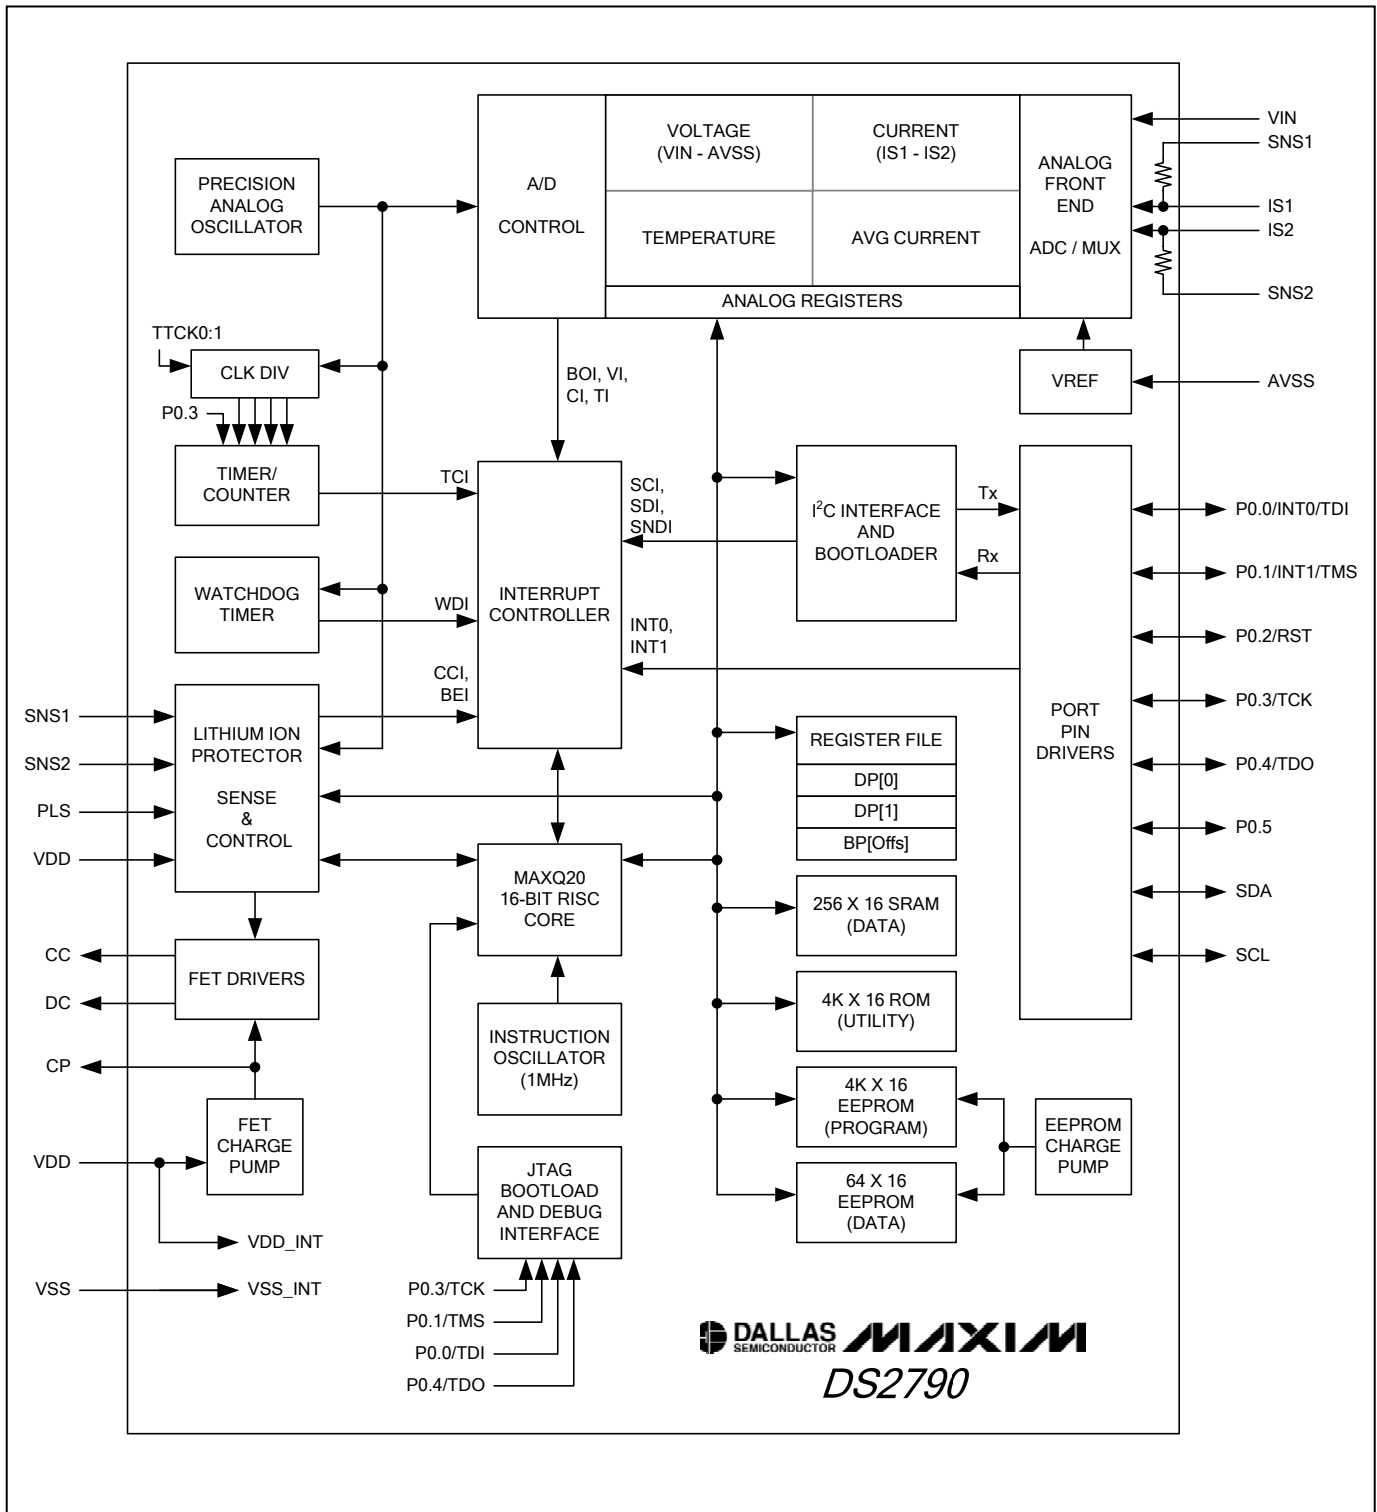 PRECISION
ANALOG
OSCILLATOR
A/D
CONTROL
VOLTAGE
(VIN - AVSS)
CURRENT
(IS1 - IS2)
TEMPERATURE
AVG CURRENT
ANALOG REGISTERS
ANALOG
FRONT
END
ADC / MUX
VIN
SNS1
IS1
IS2
SNS2
TTCK0:1
CLK DIV
P0.3
BOI, VI,
CI, TI
VREF
AVSS
TIMER/
COUNTER
TCI
WATCHDOG
TIMER
WDI
INTERRUPT
CONTROLLER
SCI,
SDI,
SNDI
INT0,
INT1
CCI,
BEI
I²C INTERFACE
AND
BOOTLOADER
Tx
Rx
PORT
PIN
DRIVERS
P0.0/INT0/TDI
P0.1/INT1/TMS
P0.2/RST
P0.3/TCK
P0.4/TDO
P0.5
SDA
SCL
SNS1
SNS2
PLS
VDD
LITHIUM ION
PROTECTOR
SENSE
&
CONTROL
REGISTER FILE
DP[0]
DP[1]
BP[Offs]
MAXQ20
16-BIT RISC
CORE
256 X 16 SRAM
(DATA)
CC
DC
CP
FET DRIVERS
INSTRUCTION
OSCILLATOR
(1MHz)
4K X 16 ROM
(UTILITY)
4K X 16
EEPROM
(PROGRAM)
64 X 16
EEPROM
(DATA)
EEPROM
CHARGE
PUMP
FET
CHARGE
PUMP
VDD
VDD_INT
VSS
VSS_INT
JTAG
BOOTLOAD
AND DEBUG
INTERFACE
P0.3/TCK
P0.1/TMS
P0.0/TDI
P0.4/TDO
DALLAS
SEMICONDUCTOR
MAXIM
DS2790